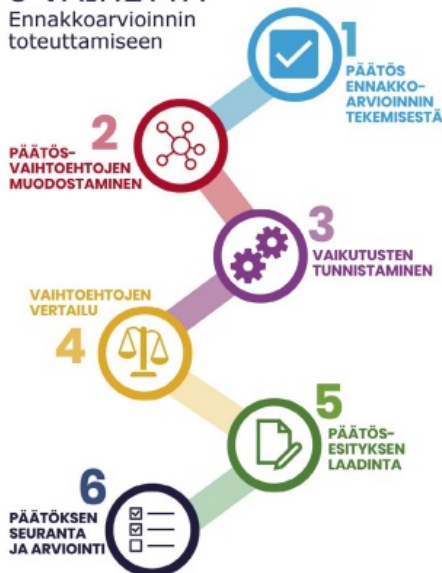 Ennakkoarvioinnin
toteuttamiseen
1
PÄÄTÖS
ENNAKKO-
ARVIOINNIN
TEKEMISESTÄ
2
PÄÄTÖS-
VAIHTOEHTOJEN
MUODOSTAMINEN
3
VAIKUTUSTEN
TUNNISTAMINEN
VAIHTOEHTOJEN
VERTAILU
4
5
PÄÄTÖS-
ESITYKSEN
LAADINTA
6
PÄÄTÖKSEN
SEURANTA
JA ARVIOINTI